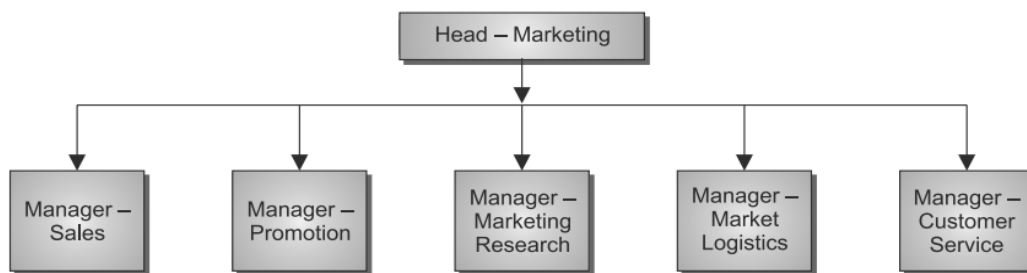 Head – Marketing
Manager –
Sales
Manager –
Promotion
Manager –
Marketing
Research
Manager –
Market
Logistics
Manager –
Customer
Service